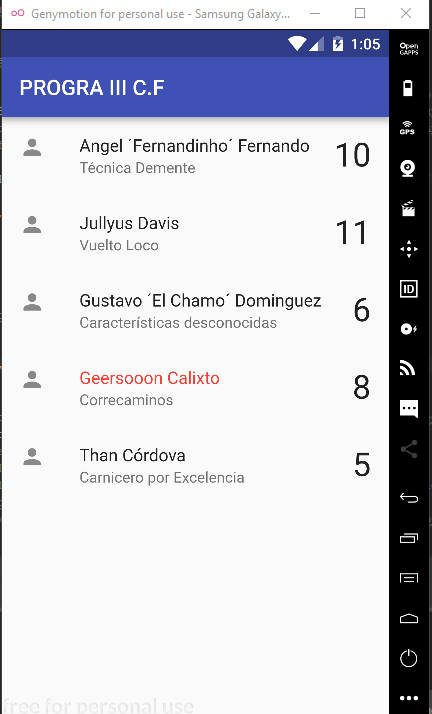 Genymotion for personal use - Samsung Galaxy...
1:05
Open
GAPPS
PROGRA III C.F
GPS
Angel ´Fernandinho´ Fernando
10
Técnica Demente
Jullyus Davis
11
Vuelto Loco
ID
Gustavo ´El Chamo´ Dominguez
6
Características desconocidas
Geersooon Calixto
8
Correcaminos
Than Córdova
5
Carnicero por Excelencia
free for personal use